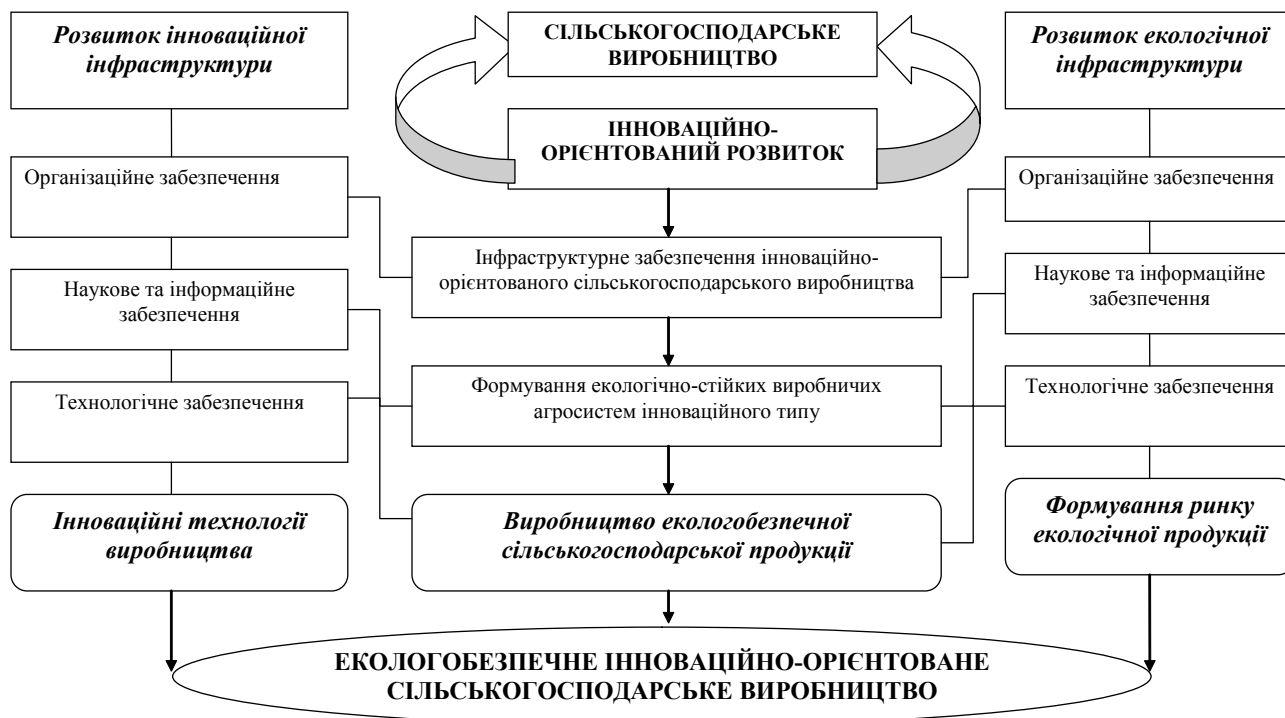 Розвиток інноваційної
інфраструктури
Організаційне забезпечення
Наукове та інформаційне
забезпечення
Технологічне забезпечення
Інноваційні технології
виробництва
СІЛЬСЬКОГОСПОДАРСЬКЕ
ВИРОБНИЦТВО
ІННОВАЦІЙНО-
ОРІЄНТОВАНИЙ РОЗВИТОК
Інфраструктурне забезпечення інноваційно-
орієнтованого сільськогосподарського виробництва
Формування екологічно-стійких виробничих
агросистем інноваційного типу
Виробництво екологобезпечної
сільськогосподарської продукції
Розвиток екологічної
інфраструктури
Організаційне забезпечення
Наукове та інформаційне
забезпечення
Технологічне забезпечення
Формування ринку
екологічної продукції
ЕКОЛОГОБЕЗПЕЧНЕ ІННОВАЦІЙНО-ОРІЄНТОВАНЕ
СІЛЬСЬКОГОСПОДАРСЬКЕ ВИРОБНИЦТВО